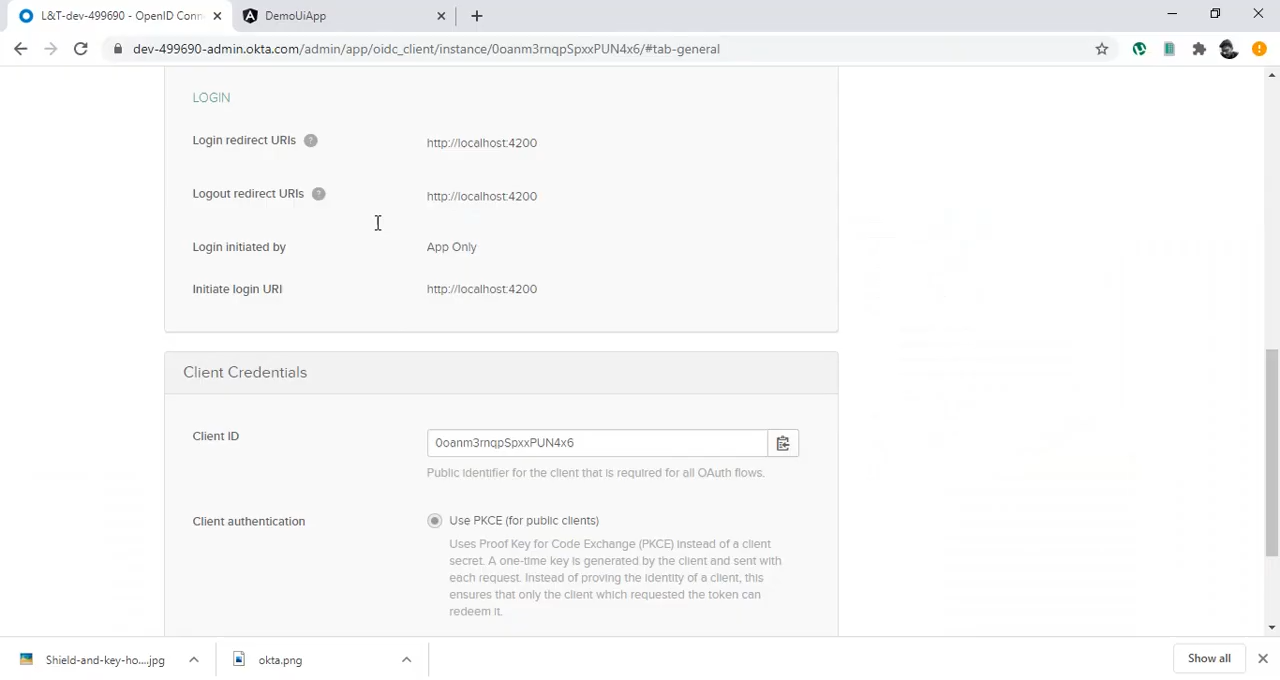 L&T-dev-499690 - OpenID Conn
DemoUiApp
dev-499690-admin.okta.com/admin/app/oidc_client/instance/0oanm3rnqpSpxxPUN4x6/#tab-general
LOGIN
Login redirect URIs ?
http://localhost:4200
Logout redirect URIs ?
http://localhost:4200
Login initiated by
App Only
Initiate login URI
http://localhost:4200
Client Credentials
Client ID
0oanm3rnqpSpxxPUN4x6
Public identifier for the client that is required for all OAuth flows.
Client authentication
Use PKCE (for public clients)
Uses Proof Key for Code Exchange (PKCE) instead of a client
secret. A one-time key is generated by the client and sent with
each request. Instead of proving the identity of a client, this
ensures that only the client which requested the token can
redeem it.
Shield-and-key-ho....jpg
okta.png
Show all